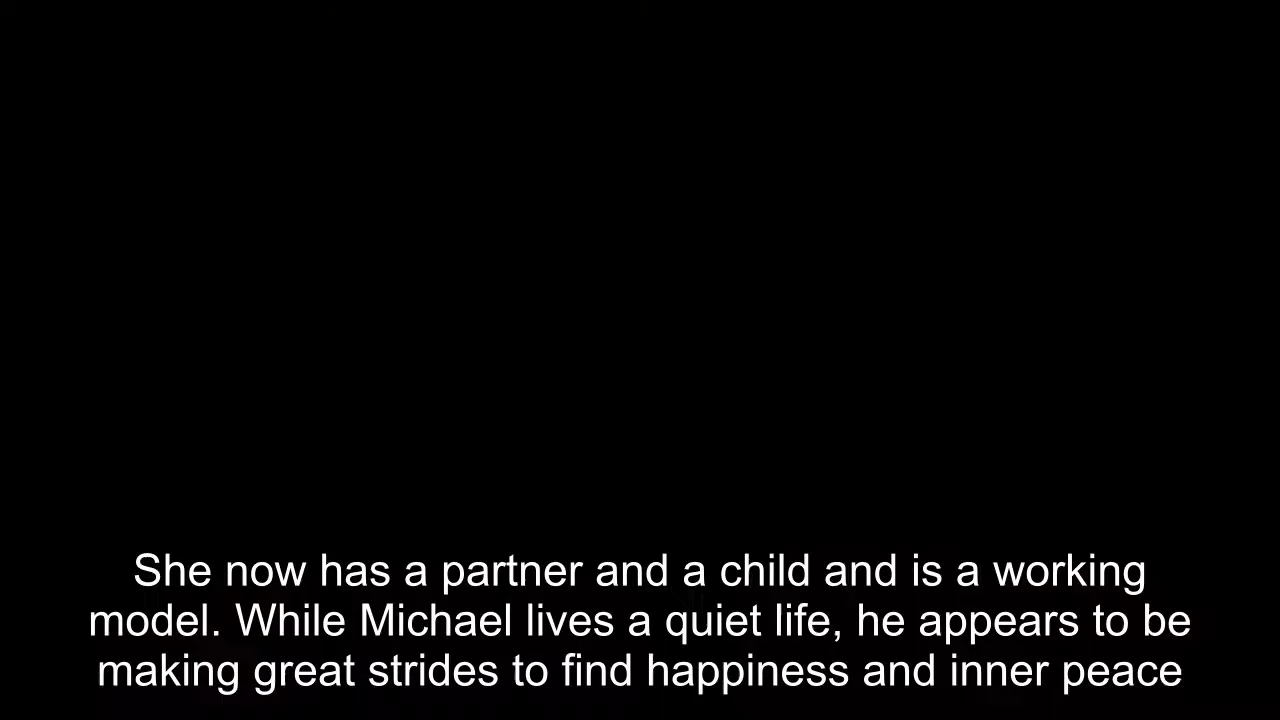 She now has a partner and a child and is a working
model. While Michael lives a quiet life, he appears to be
making great strides to find happiness and inner peace